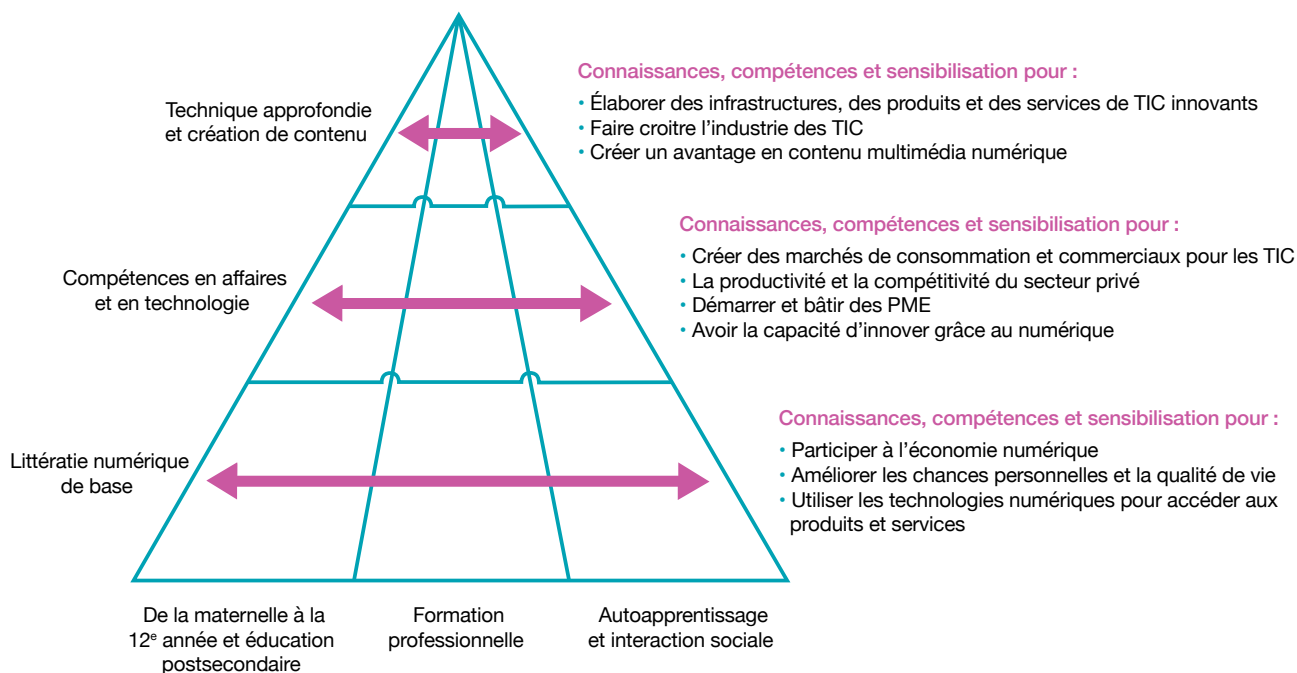 Technique approfondie
et création de contenu
Connaissances, compétences et sensibilisation pour :
• Élaborer des infrastructures, des produits et des services de TIC innovants
• Faire croitre l’industrie des TIC
• Créer un avantage en contenu multimédia numérique
Compétences en affaires
et en technologie
Connaissances, compétences et sensibilisation pour :
• Créer des marchés de consommation et commerciaux pour les TIC
• La productivité et la compétitivité du secteur privé
• Démarrer et bâtir des PME
• Avoir la capacité d’innover grâce au numérique
Littératie numérique
de base
Connaissances, compétences et sensibilisation pour :
• Participer à l’économie numérique
• Améliorer les chances personnelles et la qualité de vie
• Utiliser les technologies numériques pour accéder aux
produits et services
De la maternelle à la
12e année et éducation
postsecondaire
Formation
professionnelle
Autoapprentissage
et interaction sociale